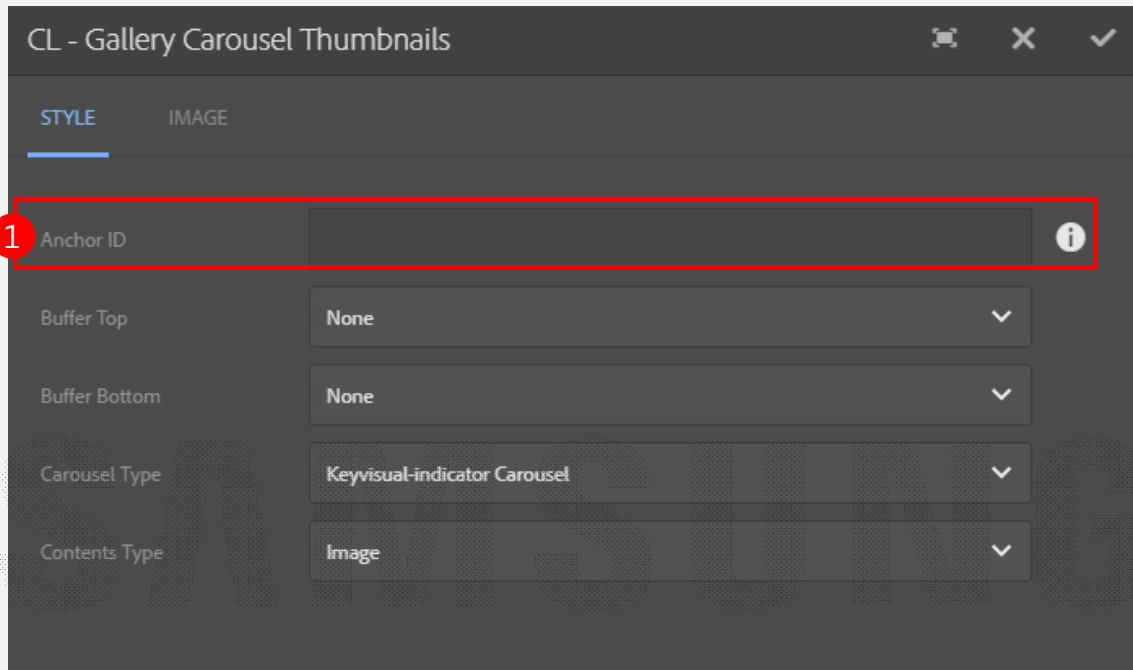 CL - Gallery Carousel Thumbnails
STYLE IMAGE
1 Anchor ID
Buffer Top None
Buffer Bottom None
Carousel Type Keyvisual-indicator Carousel
Contents Type Image
SAMSUNG